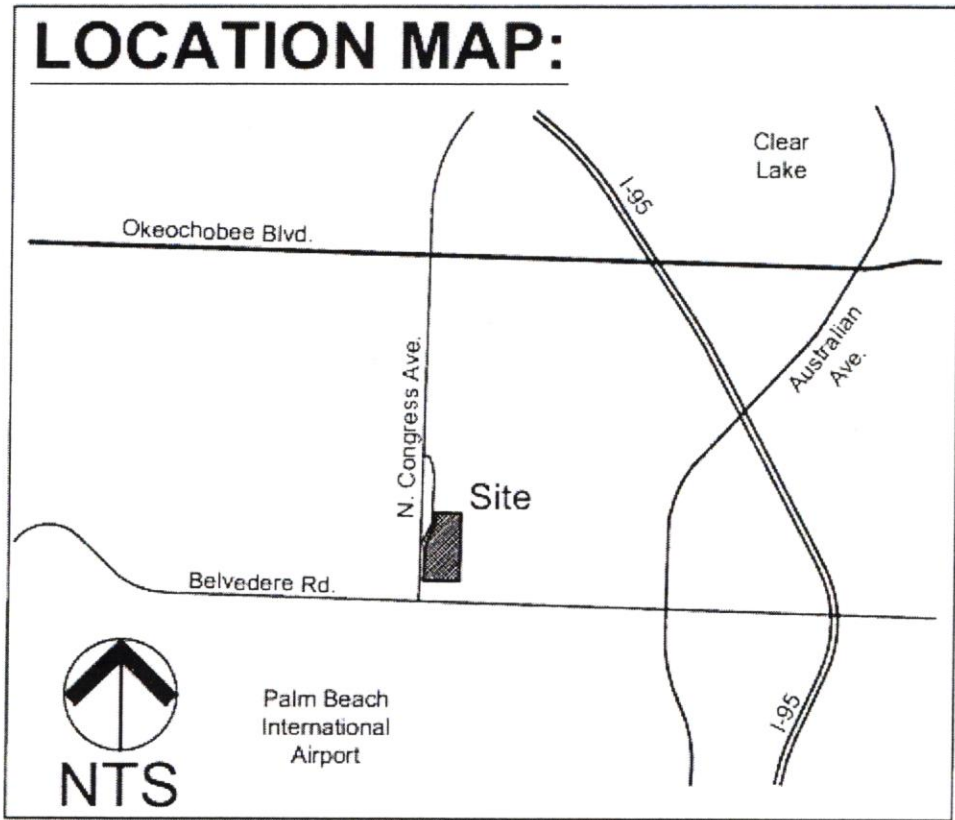 LOCATION MAP:
Clear
Lake
I-95
Okeochobee Blvd.
Australian
Ave.
N. Congress Ave.
Site
Belvedere Rd.
I-95
Palm Beach
International
Airport
NTS